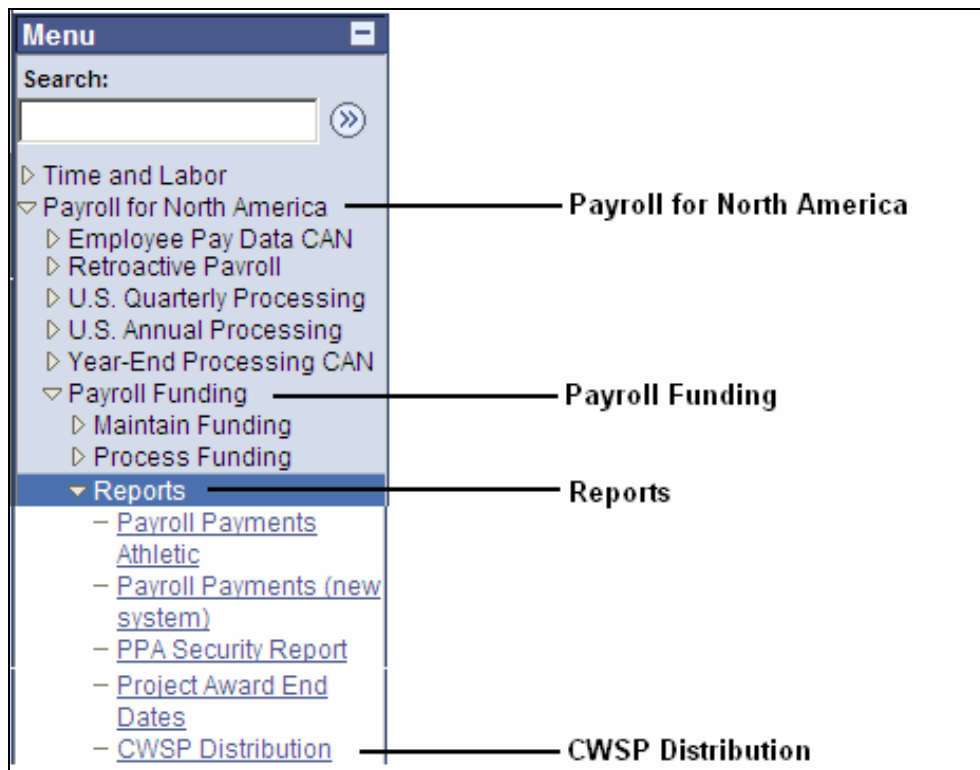 Menu
Search:
Time and Labor
Payroll for North America
Payroll for North America
Employee Pay Data CAN
Retroactive Payroll
U.S. Quarterly Processing
U.S. Annual Processing
Year-End Processing CAN
Payroll Funding
Payroll Funding
Maintain Funding
Process Funding
Reports
Reports
Payroll Payments
Athletic
Payroll Payments (new
system)
PPA Security Report
Project Award End
Dates
CWSP Distribution
CWSP Distribution